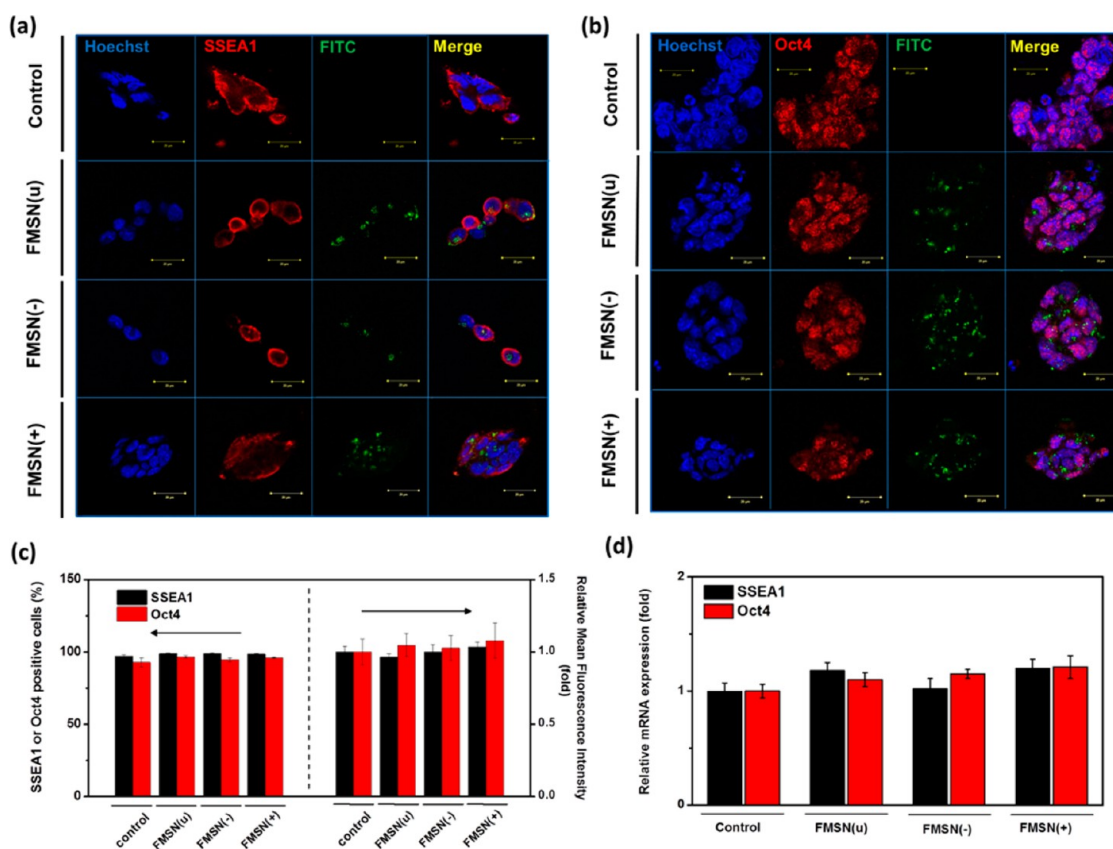 (a)
Hoechst SSEA1 FITC Merge
Control
FMSN(u)
FMSN(-)
FMSN(+)
(b)
Hoechst Oct4 FITC Merge
Control
FMSN(u)
FMSN(-)
FMSN(+)
(c)
SSEA1 or Oct4 positive cells (%)
150
100
50
0
SSEA1
Oct4
1.5
1.0
0.5
0.0
Relative Mean Fluorescence Intensity
(fold)
control FMSN(u) FMSN(-) FMSN(+) control FMSN(u) FMSN(-) FMSN(+)
(d)
Relative mRNA expression (fold)
2
1
0
SSEA1
Oct4
Control FMSN(u) FMSN(-) FMSN(+)